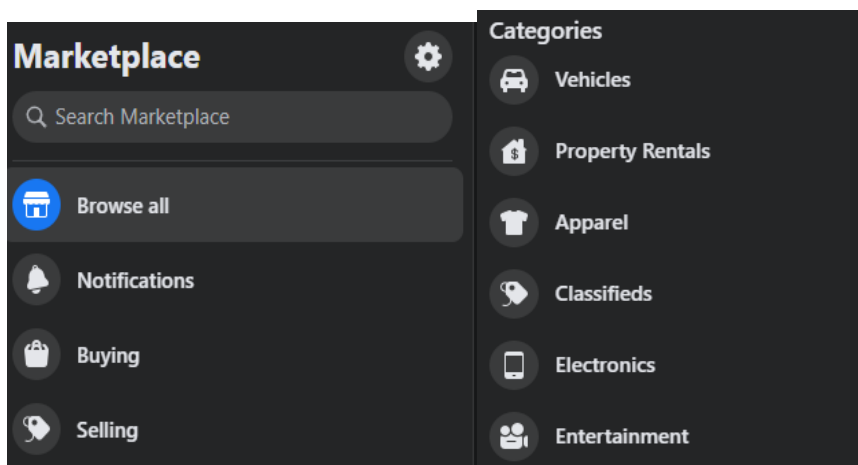 Marketplace
Search Marketplace
Browse all
Notifications
Buying
Selling
Categories
Vehicles
$
Property Rentals
Apparel
Classifieds
Electronics
Entertainment